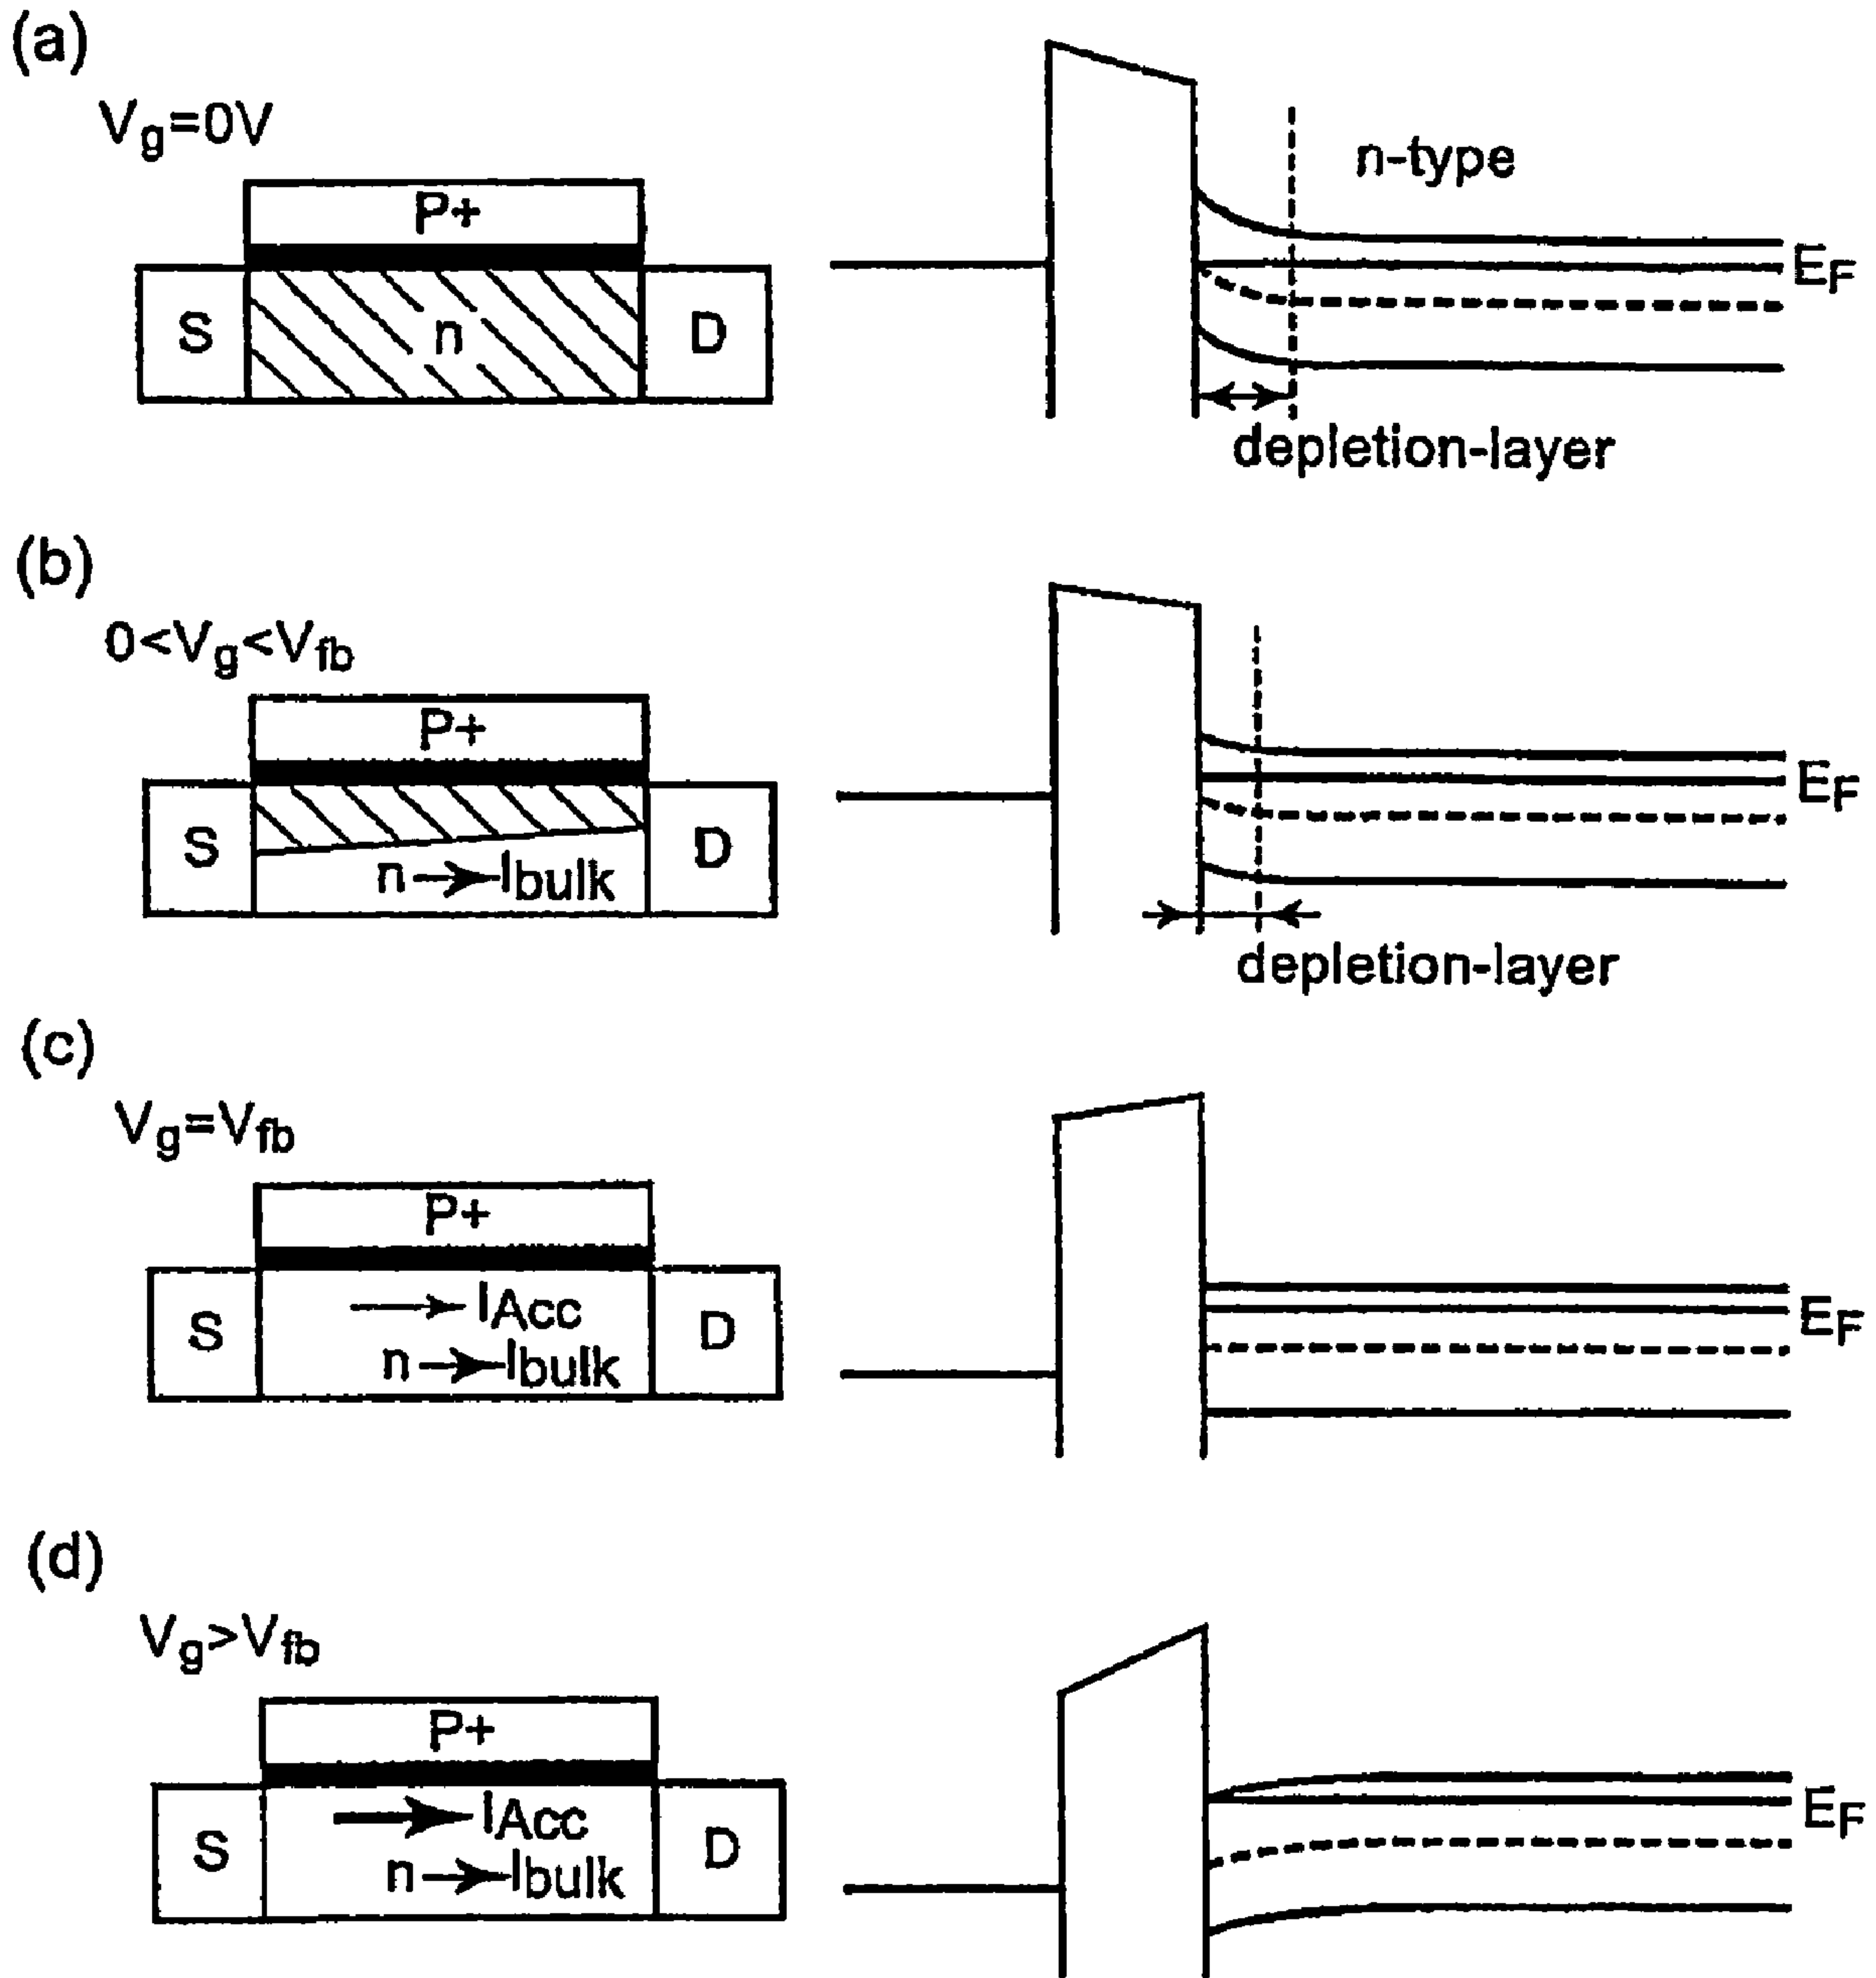 (a)
Vg=0V
P+
S
n
D
n-type
EF
depletion-layer
(b)
0<Vg<Vfb
P+
S
n
Ibulk
D
EF
depletion-layer
(c)
Vg=Vfb
P+
IAcc
S
n
Ibulk
D
EF
(d)
Vg>Vfb
P+
IAcc
S
n
Ibulk
D
EF